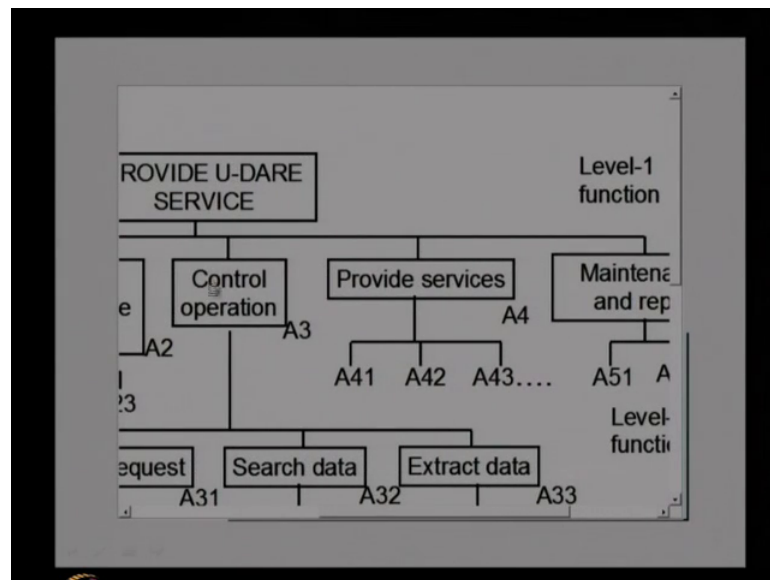 ROVIDE U-DARE
SERVICE
Level-1
function
e
A2
23
Control
operation
A3
Provide services
A4
Maintena
and rep
A41 A42 A43....
A51 A
Level-
functi
equest
A31
Search data
A32
Extract data
A33